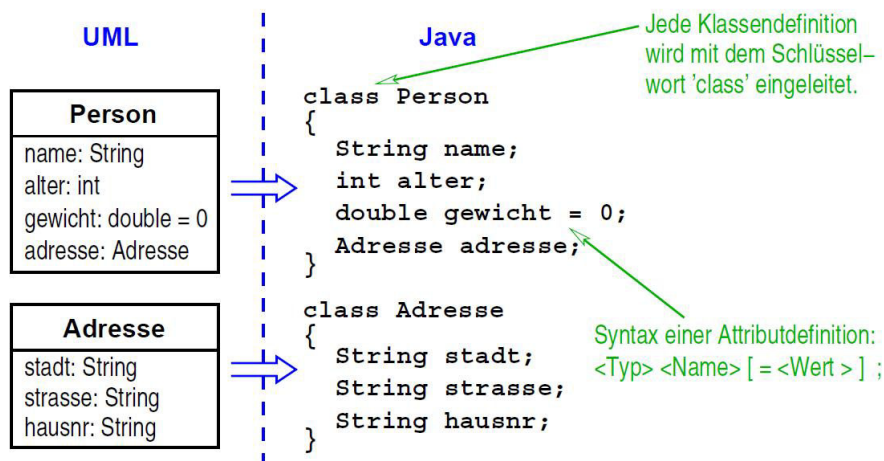 UML
Person
name: String
alter: int
gewicht: double = 0
adresse: Adresse
Adresse
stadt: String
strasse: String
hausnr: String
Java
class Person
{
String name;
int alter;
double gewicht = 0;
Adresse adresse;
}
class Adresse
{
String stadt;
String strasse;
String hausnr;
}
Jede Klassendefinition
wird mit dem Schlüssel–
wort 'class' eingeleitet.
Syntax einer Attributdefinition:
<Typ> <Name> [ = <Wert > ] ;